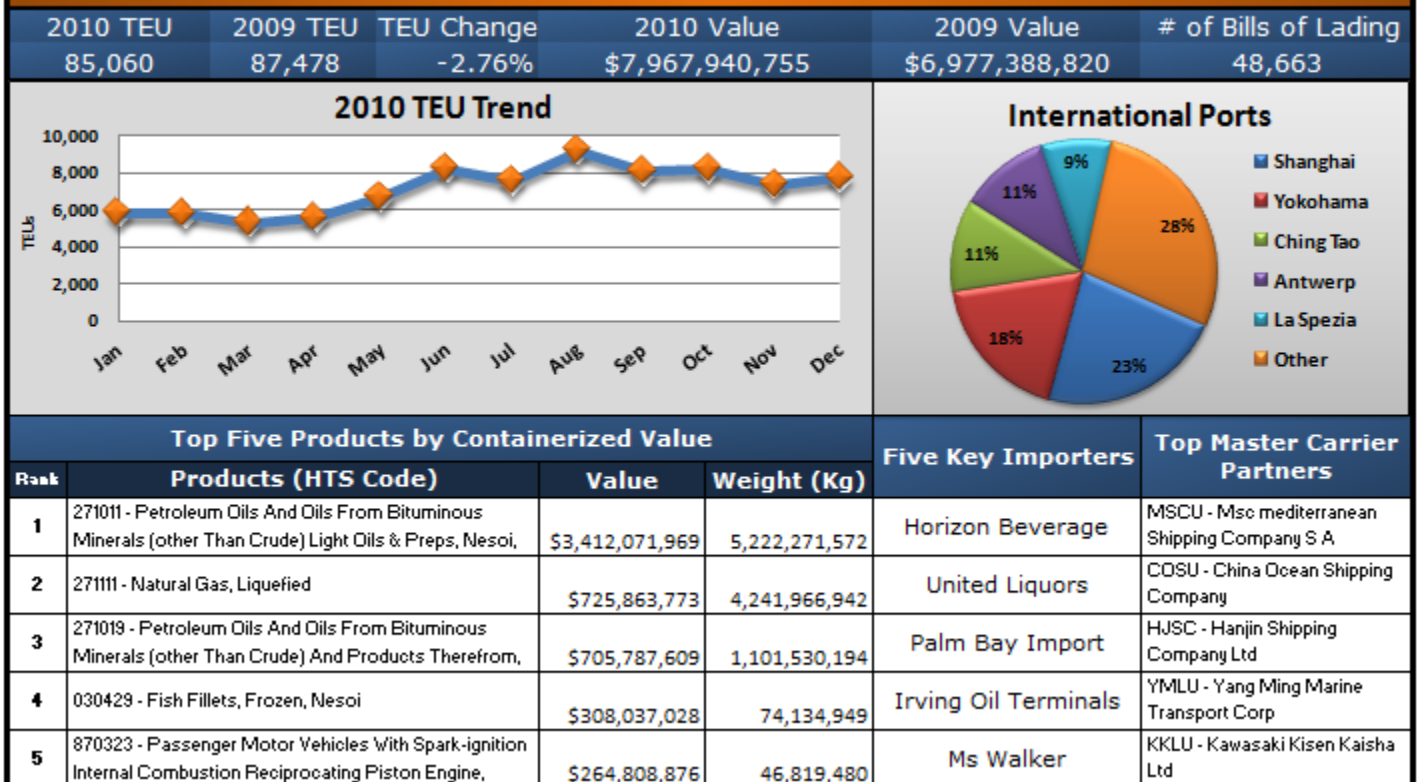 2010 TEU 2009 TEU TEU Change 2010 Value 2009 Value # of Bills of Lading
85,060 87,478 -2.76% $7,967,940,755 $6,977,388,820 48,663
2010 TEU Trend
10,000
8,000
6,000
4,000
2,000
0
TEUs
Jan Feb Mar Apr May Jun Jul Aug Sep Oct Nov Dec
International Ports
9%
28%
11%
11%
18%
23%
Shanghai
Yokohama
Ching Tao
Antwerp
La Spezia
Other
Top Five Products by Containerized Value
Rank Products (HTS Code) Value Weight (Kg)
Five Key Importers
Top Master Carrier
Partners
1
271011 - Petroleum Oils And Oils From Bituminous
Minerals (other Than Crude) Light Oils & Preps, Nesoi,
$3,412,071,969 5,222,271,572
Horizon Beverage
MSCU - Msc mediterranean
Shipping Company S A
2
271111 - Natural Gas, Liquefied
$725,863,773 4,241,966,942
United Liquors
COSU - China Ocean Shipping
Company
3
271019 - Petroleum Oils And Oils From Bituminous
Minerals (other Than Crude) And Products Therefrom,
$705,787,609 1,101,530,194
Palm Bay Import
HJSC - Hanjin Shipping
Company Ltd
4
030429 - Fish Fillets, Frozen, Nesoi
$308,037,028 74,134,949
Irving Oil Terminals
YMLU - Yang Ming Marine
Transport Corp
5
870323 - Passenger Motor Vehicles With Spark-ignition
Internal Combustion Reciprocating Piston Engine,
$264,808,876 46,819,480
Ms Walker
KKLU - Kawasaki Kisen Kaisha
Ltd